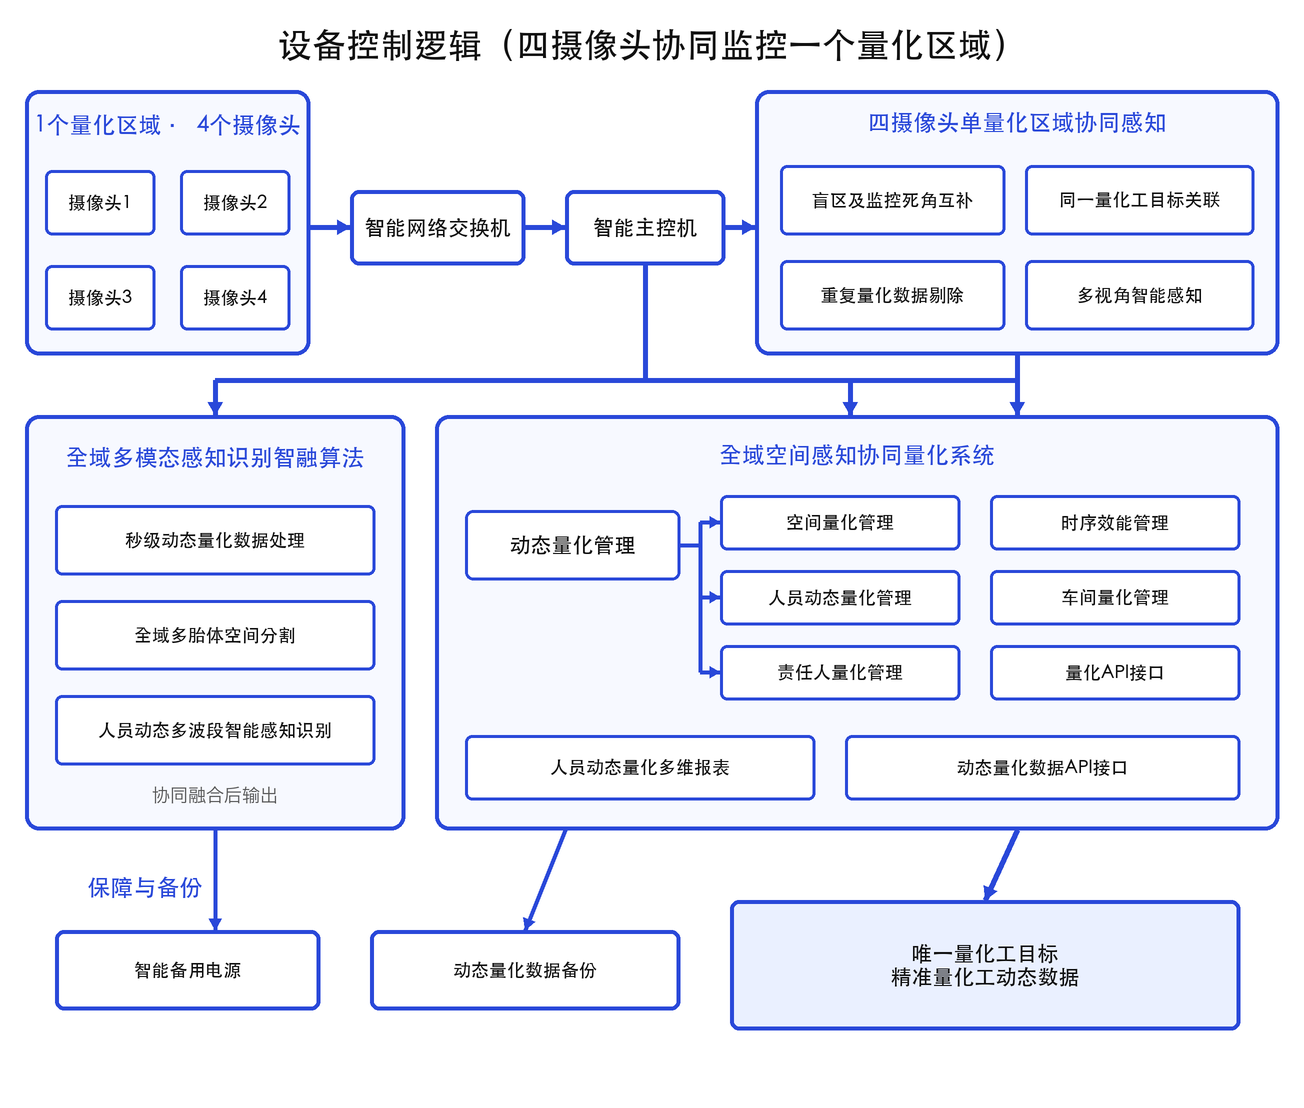 设备控制逻辑（四摄像头协同监控一个量化区域）
1个量化区域 · 4个摄像头
摄像头1
摄像头2
摄像头3
摄像头4
智能网络交换机
智能主控机
四摄像头单量化区域协同感知
盲区及监控死角互补
同一量化工目标关联
重复量化数据剔除
多视角智能感知
全域多模态感知识别智融算法
秒级动态量化数据处理
全域多胎体空间分割
人员动态多波段智能感知识别
协同融合后输出
全域空间感知协同量化系统
动态量化管理
空间量化管理
时序效能管理
人员动态量化管理
车间量化管理
责任人量化管理
量化API接口
人员动态量化多维报表
动态量化数据API接口
保障与备份
智能备用电源
动态量化数据备份
唯一量化工目标
精准量化工动态数据